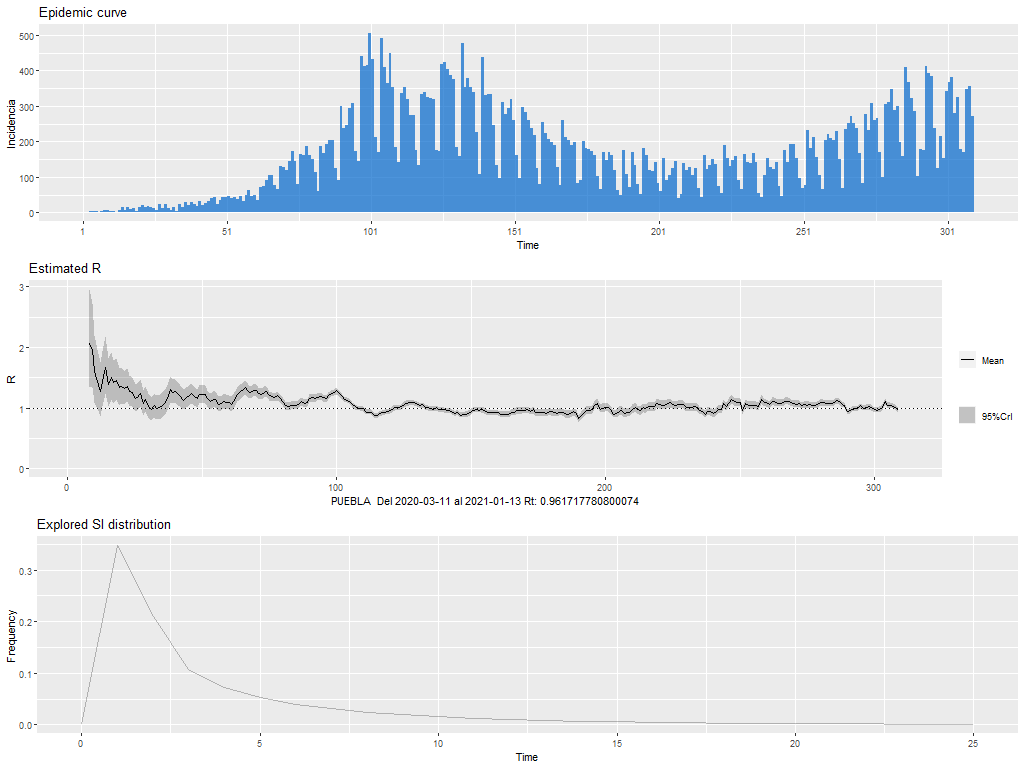 Epidemic curve
Incidencia
500
400
300
200
100
0
1
51
101
151
201
251
301
Time
Estimated R
R
3
2
1
0
Mean
95%CrI
0
100
200
300
PUEBLA Del 2020-03-11 al 2021-01-13 Rt: 0.961717780800074
Explored SI distribution
Frequency
0.3
0.2
0.1
0.0
0
5
10
15
20
25
Time